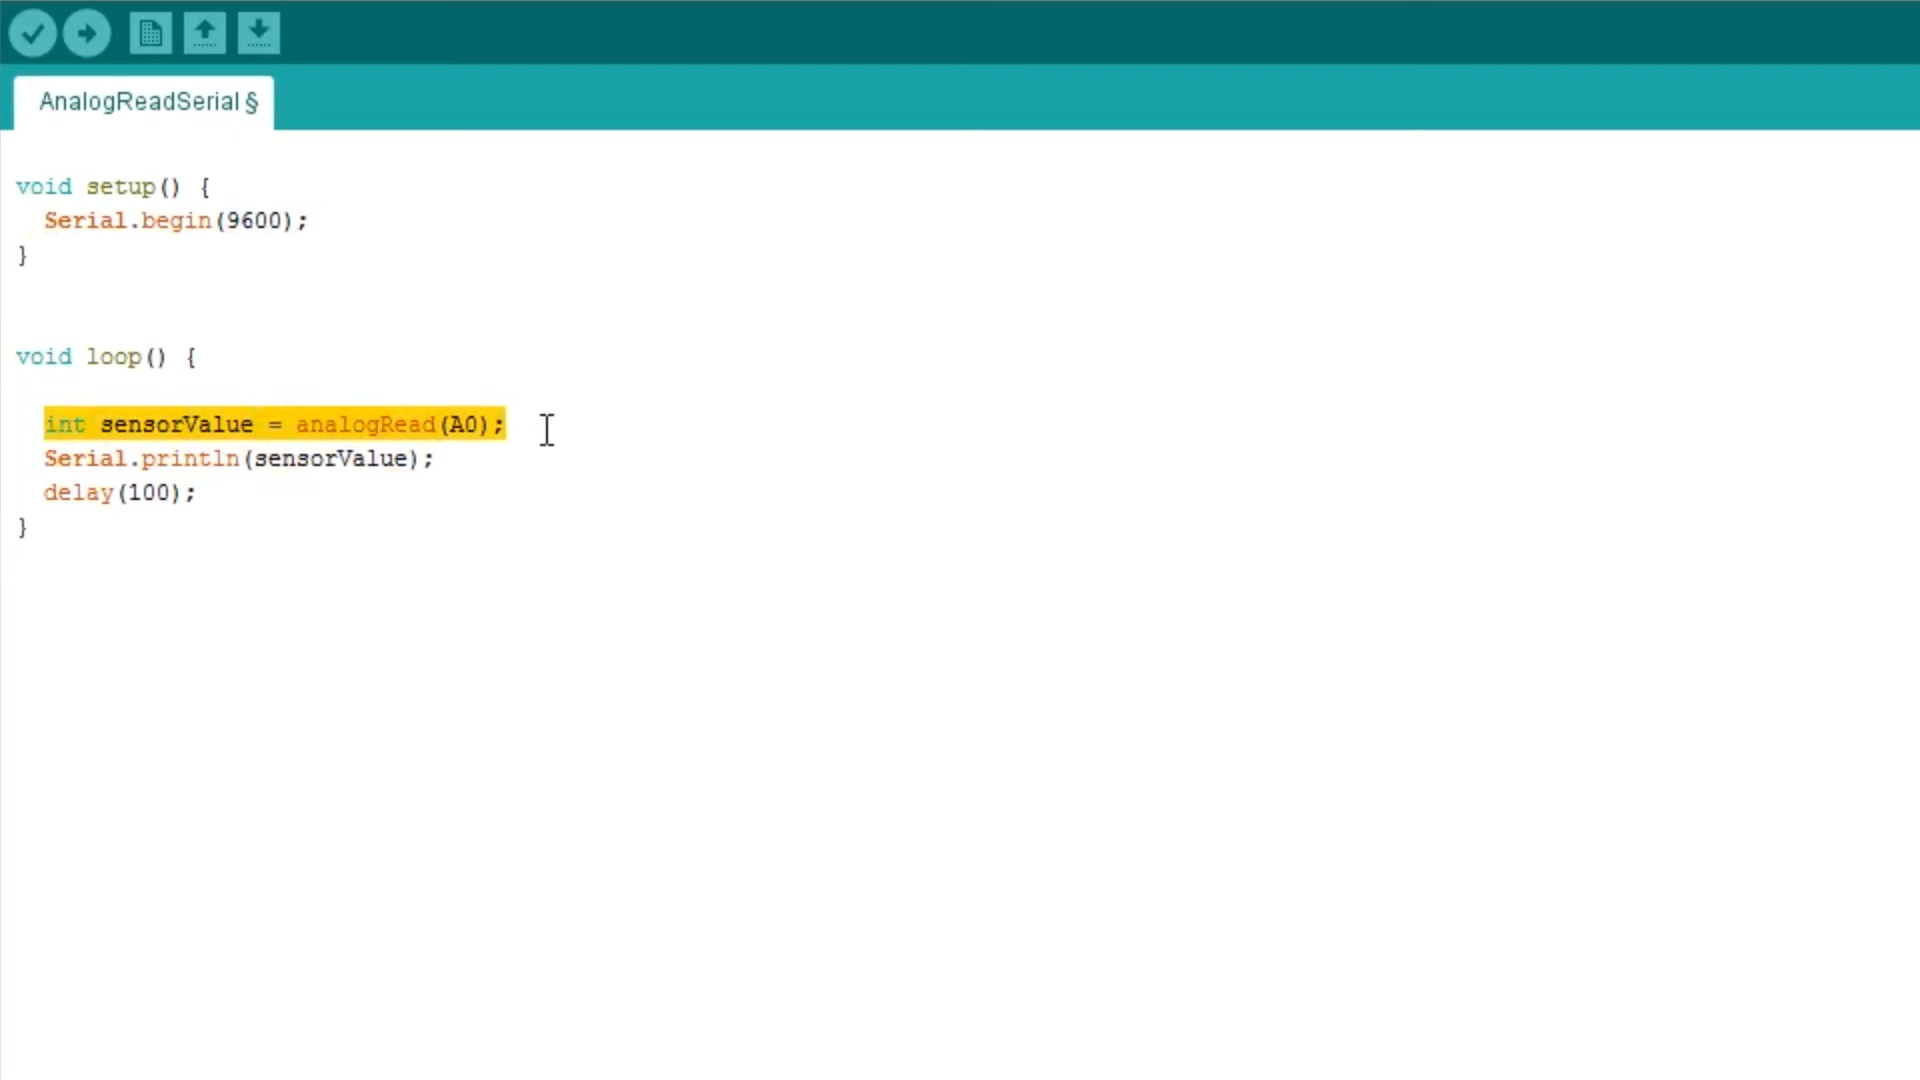 AnalogReadSerial §
void setup() {
  Serial.begin(9600);
}
void loop() {
  int sensorValue = analogRead(A0);
  Serial.println(sensorValue);
  delay(100);
}